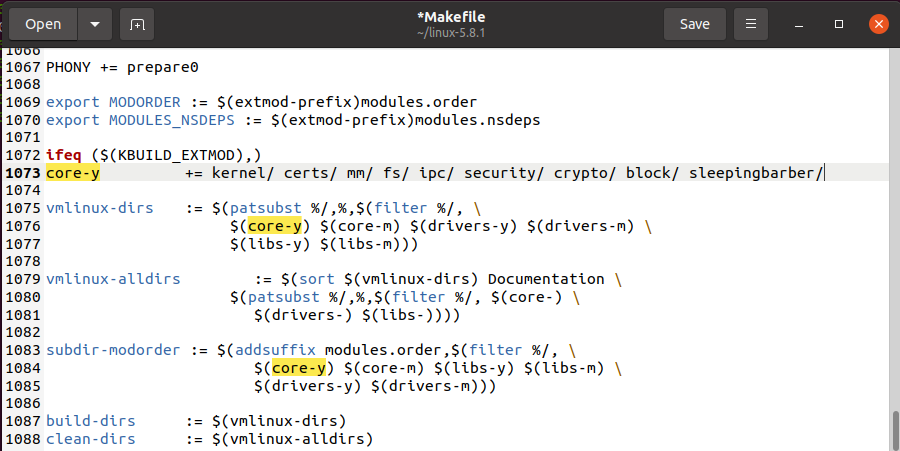 Open
*Makefile
~/linux-5.8.1
Save
1066
1067 PHONY += prepare0
1068
1069 export MODORDER := $(extmod-prefix)modules.order
1070 export MODULES_NSDEPS := $(extmod-prefix)modules.nsdeps
1071
1072 ifeq ($(KBUILD_EXTMOD),)
1073 core-y += kernel/ certs/ mm/ fs/ ipc/ security/ crypto/ block/ sleepingbarber/
1074
1075 vmlinux-dirs := $(patsubst %/,%,$(filter %/, \
1076 $(core-y) $(core-m) $(drivers-y) $(drivers-m) \
1077 $(libs-y) $(libs-m)))
1078
1079 vmlinux-alldirs := $(sort $(vmlinux-dirs) Documentation \
1080 $(patsubst %/,%,$(filter %/, $(core-) \
1081 $(drivers-) $(libs-))))
1082
1083 subdir-modorder := $(addsuffix modules.order,$(filter %/, \
1084 $(core-y) $(core-m) $(libs-y) $(libs-m) \
1085 $(drivers-y) $(drivers-m)))
1086
1087 build-dirs := $(vmlinux-dirs)
1088 clean-dirs := $(vmlinux-alldirs)